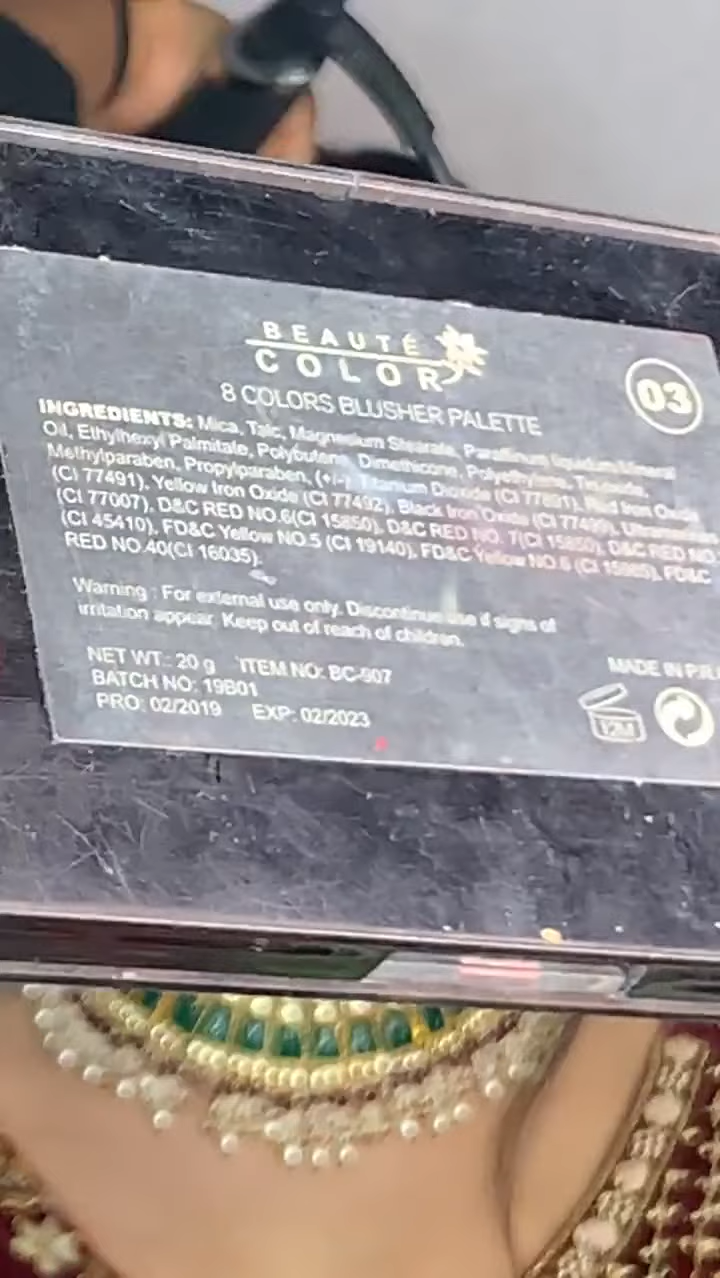 BEAUTÉ
COLOR
03
8 COLORS BLUSHER PALETTE
INGREDIENTS: Mica, Talc, Magnesium Stearate, Paraffinum liquidum/Mineral
Oil, Ethylhexyl Palmitate, Polybutene, Dimethicone, Polyethylene,
Methylparaben, Propylparaben, (+/-) Titanium Dioxide (CI 77891), Red Iron Oxide
(CI 77491), Yellow Iron Oxide (CI 77492), Black Iron Oxide (CI 77499),
(CI 77007), D&C RED NO.6(CI 15850), D&C RED NO. 7(CI 15850), D&C RED NO.
(CI 45410), FD&C Yellow NO.5 (CI 19140), FD&C Yellow NO.6 (CI 15985), FD&C
RED NO.40(CI 16035).
Warning : For external use only. Discontinue use if signs of
irritation appear. Keep out of reach of children.
NET WT.: 20 g ITEM NO: BC-907
BATCH NO: 19B01
PRO: 02/2019 EXP: 02/2023
MADE IN P.R.
12M